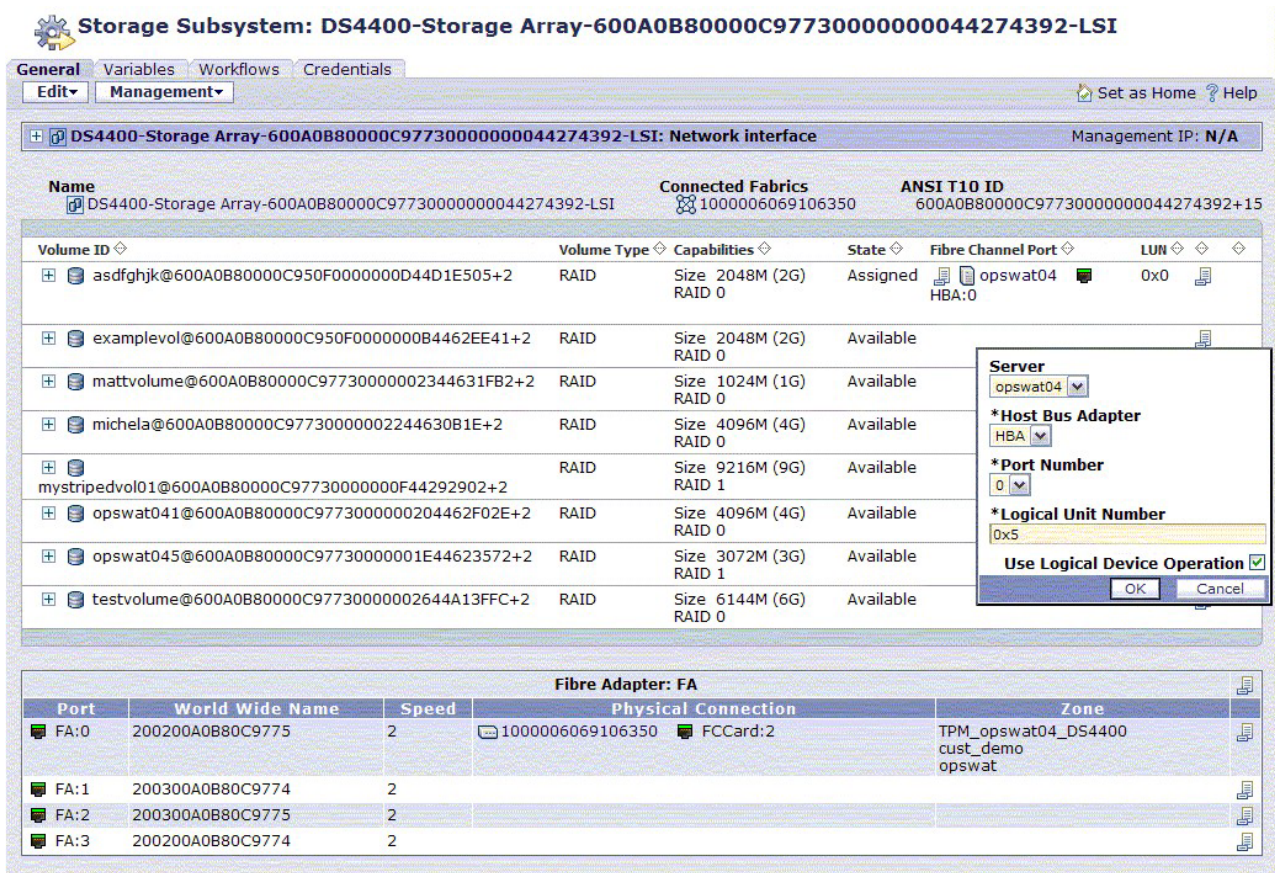 Storage Subsystem: DS4400-Storage Array-600A0B80000C97730000000044274392-LSI
General Variables Workflows Credentials
Edit Management Set as Home ? Help
DS4400-Storage Array-600A0B80000C97730000000044274392-LSI: Network interface Management IP: N/A
Name Connected Fabrics ANSI T10 ID
DS4400-Storage Array-600A0B80000C97730000000044274392-LSI 1000006069106350 600A0B80000C97730000000044274392+15
Volume ID Volume Type Capabilities State Fibre Channel Port LUN
asdfghjk@600A0B80000C950F0000000D44D1E505+2 RAID Size 2048M (2G) Assigned opswat04 0x0
RAID 0 HBA:0
examplevol@600A0B80000C950F0000000B4462EE41+2 RAID Size 2048M (2G) Available
RAID 0
mattvolume@600A0B80000C97730000002344631FB2+2 RAID Size 1024M (1G) Available
RAID 0
michela@600A0B80000C97730000002244630B1E+2 RAID Size 4096M (4G) Available
RAID 0
RAID Size 9216M (9G) Available
mystripedvol01@600A0B80000C97730000000F44292902+2 RAID 1
opswat041@600A0B80000C9773000000204462F02E+2 RAID Size 4096M (4G) Available
RAID 0
opswat045@600A0B80000C97730000001E44623572+2 RAID Size 3072M (3G) Available
RAID 1
testvolume@600A0B80000C97730000002644A13FFC+2 RAID Size 6144M (6G) Available
RAID 0
Server
opswat04
*Host Bus Adapter
HBA
*Port Number
0
*Logical Unit Number
0x5
Use Logical Device Operation
OK Cancel
Fibre Adapter: FA
Port World Wide Name Speed Physical Connection Zone
FA:0 200200A0B80C9775 2 1000006069106350 FCCard:2 TPM_opswat04_DS4400
cust_demo
opswat
FA:1 200300A0B80C9774 2
FA:2 200300A0B80C9775 2
FA:3 200200A0B80C9774 2